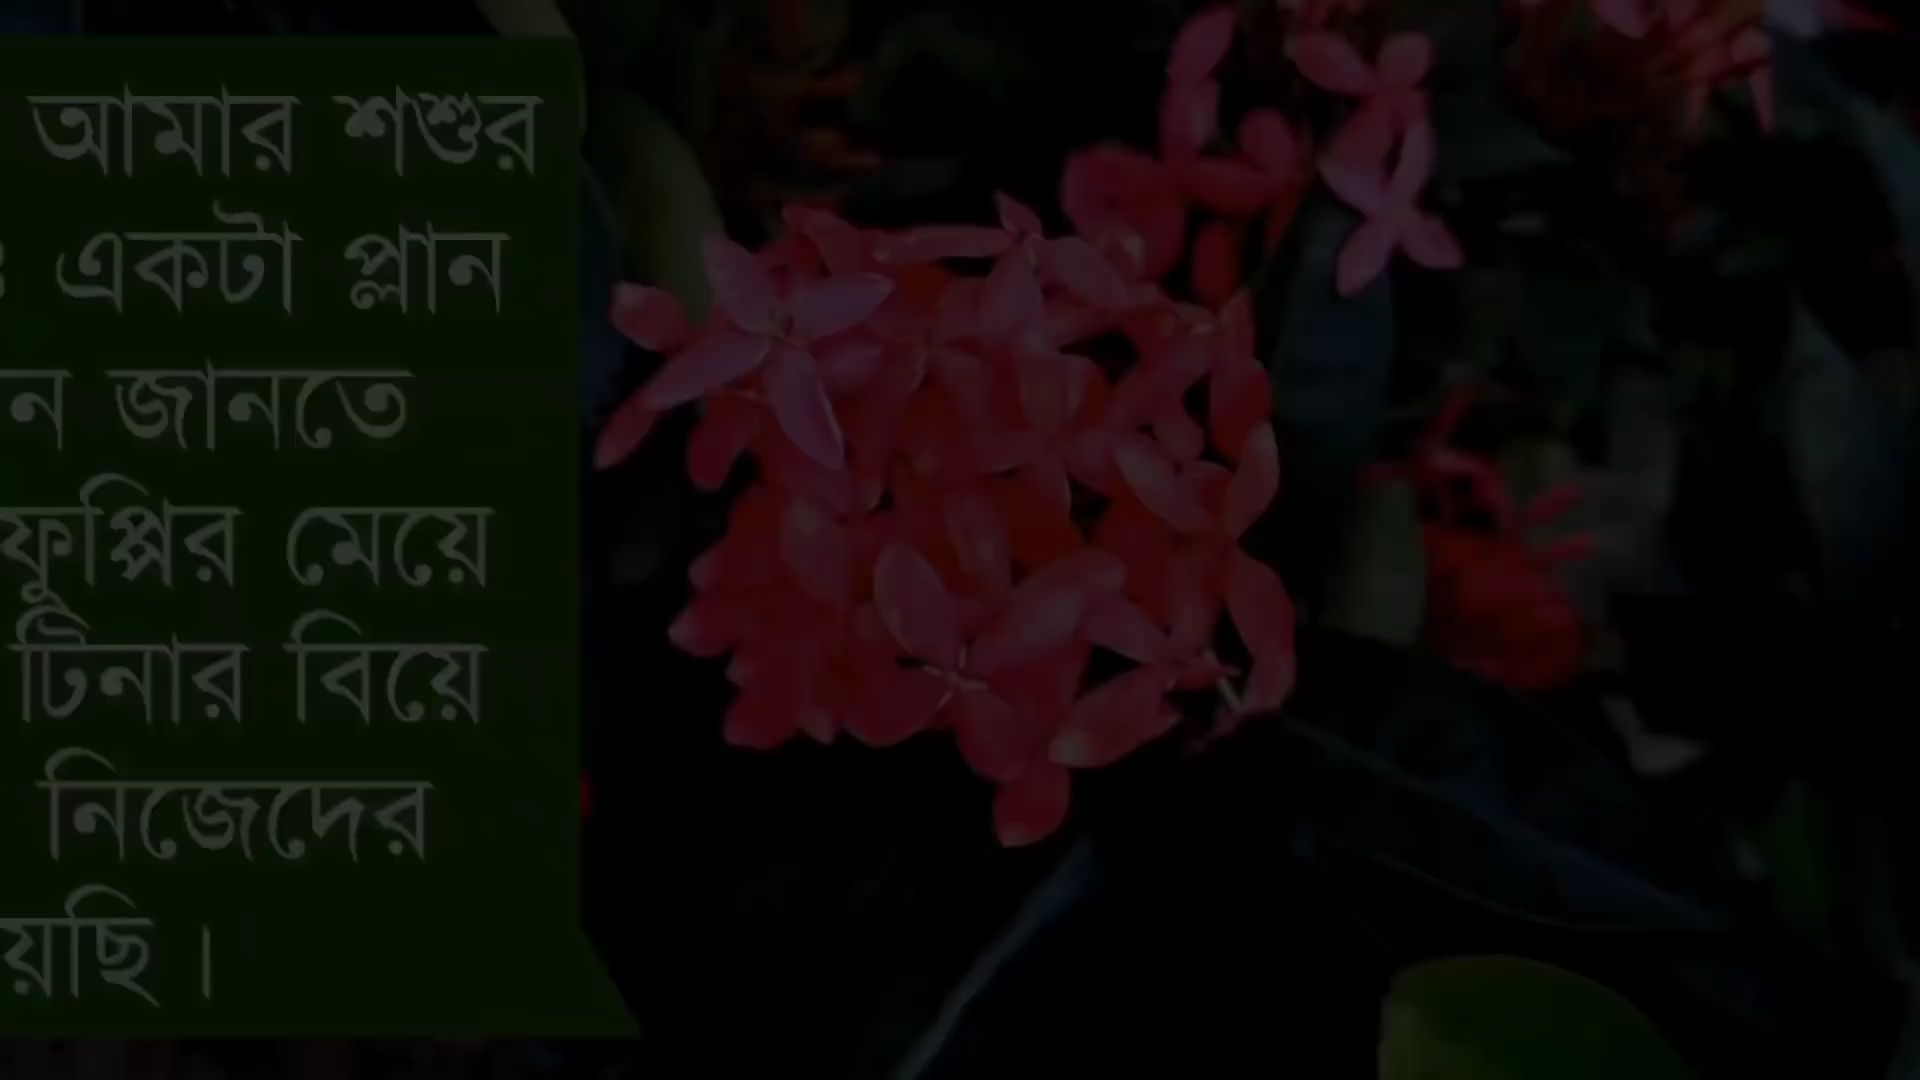 আমার শশুর
একটা প্লান
ন জানতে
ফুপ্পির মেয়ে
টিনার বিয়ে
নিজেদের
য়েছি।